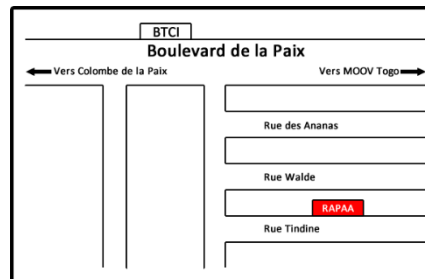 BTCI
Boulevard de la Paix
Vers Colombe de la Paix
Vers MOOV Togo
Rue des Ananas
Rue Walde
RAPAA
Rue Tindine